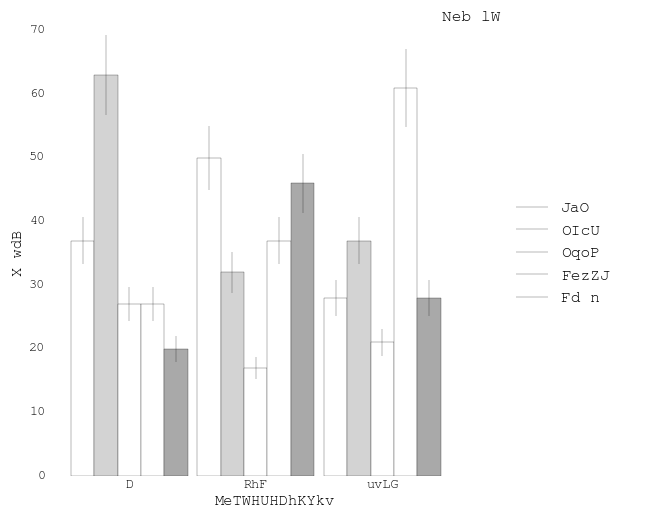 Neb lW
70
60
50
40
30
20
10
0
X wdB
D RhF uvLG
MeTWHUHDhKYkv
JaO
OIcU
OqoP
FezZJ
Fd n